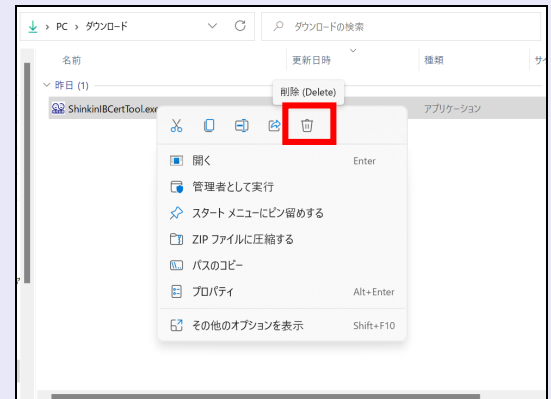 PC › ダウンロード
ダウンロードの検索
名前 更新日時 種類
昨日 (1)
削除 (Delete)
ShinkinIBCertTool.exe アプリケーション
開く Enter
管理者として実行
スタート メニューにピン留めする
ZIP ファイルに圧縮する
パスのコピー
プロパティ Alt+Enter
その他のオプションを表示 Shift+F10